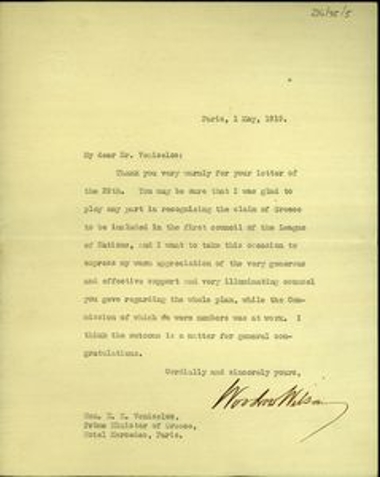 Paris, 1 May, 1919.
My dear Mr. Veniselos:
Thank you very warmly for your letter of
the 29th. You may be sure that I was glad to
play any part in recognizing the claim of Greece
to be included in the first council of the League
of Nations, and I want to take this occasion to
express my warm appreciation of the very generous
and effective support and very illuminating counsel
you gave regarding the whole plan, while the Com-
mission of which we were members was at work. I
think the outcome is a matter for general con-
gratulations.
Cordially and sincerely yours,
Woodrow Wilson
Hon. E. K. Veniselos,
Prime Minister of Greece,
Hotel Mercedes, Paris.